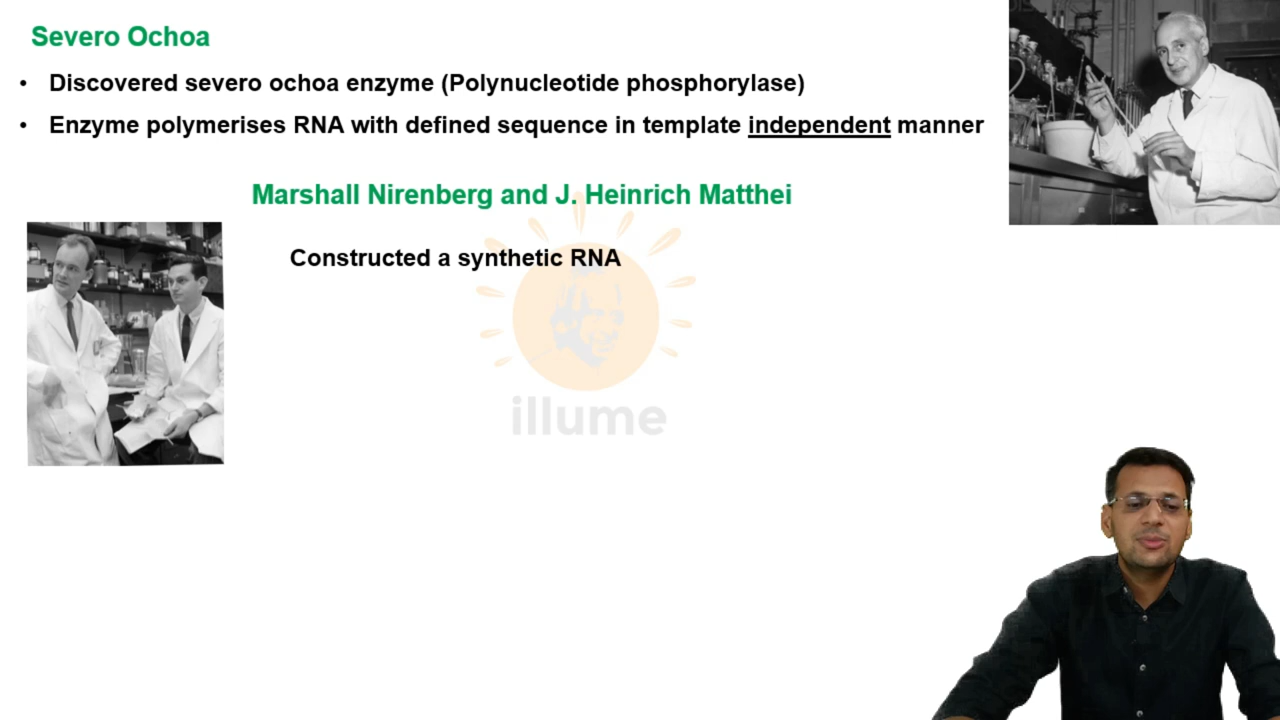 Severo Ochoa
• Discovered severo ochoa enzyme (Polynucleotide phosphorylase)
• Enzyme polymerises RNA with defined sequence in template independent manner
Marshall Nirenberg and J. Heinrich Matthei
Constructed a synthetic RNA
illume